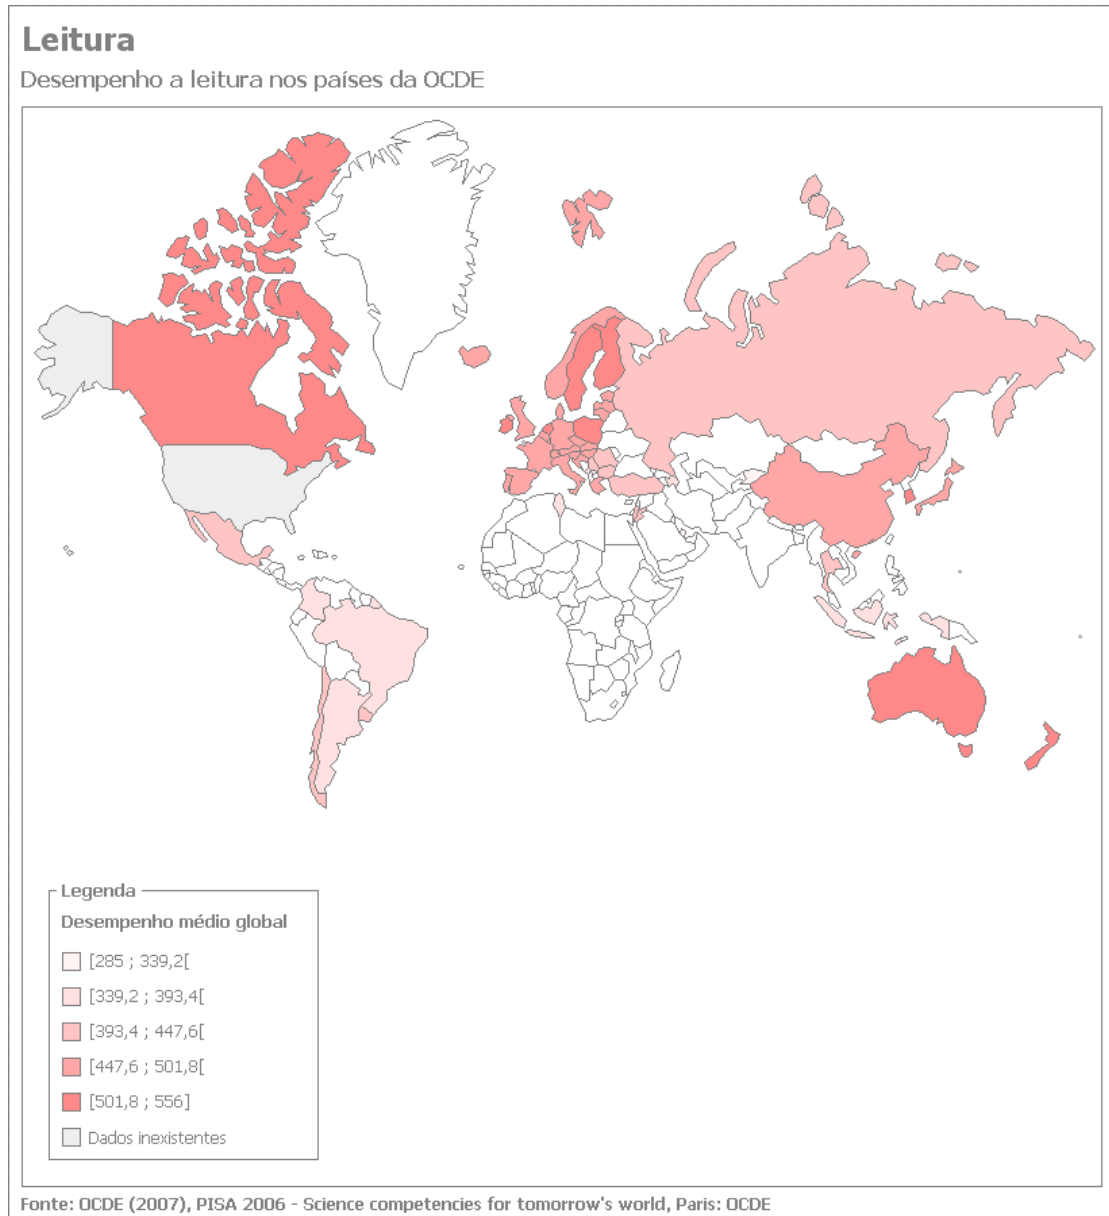 Leitura
Desempenho a leitura nos países da OCDE
Legenda
Desempenho médio global
[285 ; 339,2[
[339,2 ; 393,4[
[393,4 ; 447,6[
[447,6 ; 501,8[
[501,8 ; 556]
Dados inexistentes
Fonte: OCDE (2007), PISA 2006 - Science competencies for tomorrow's world, Paris: OCDE